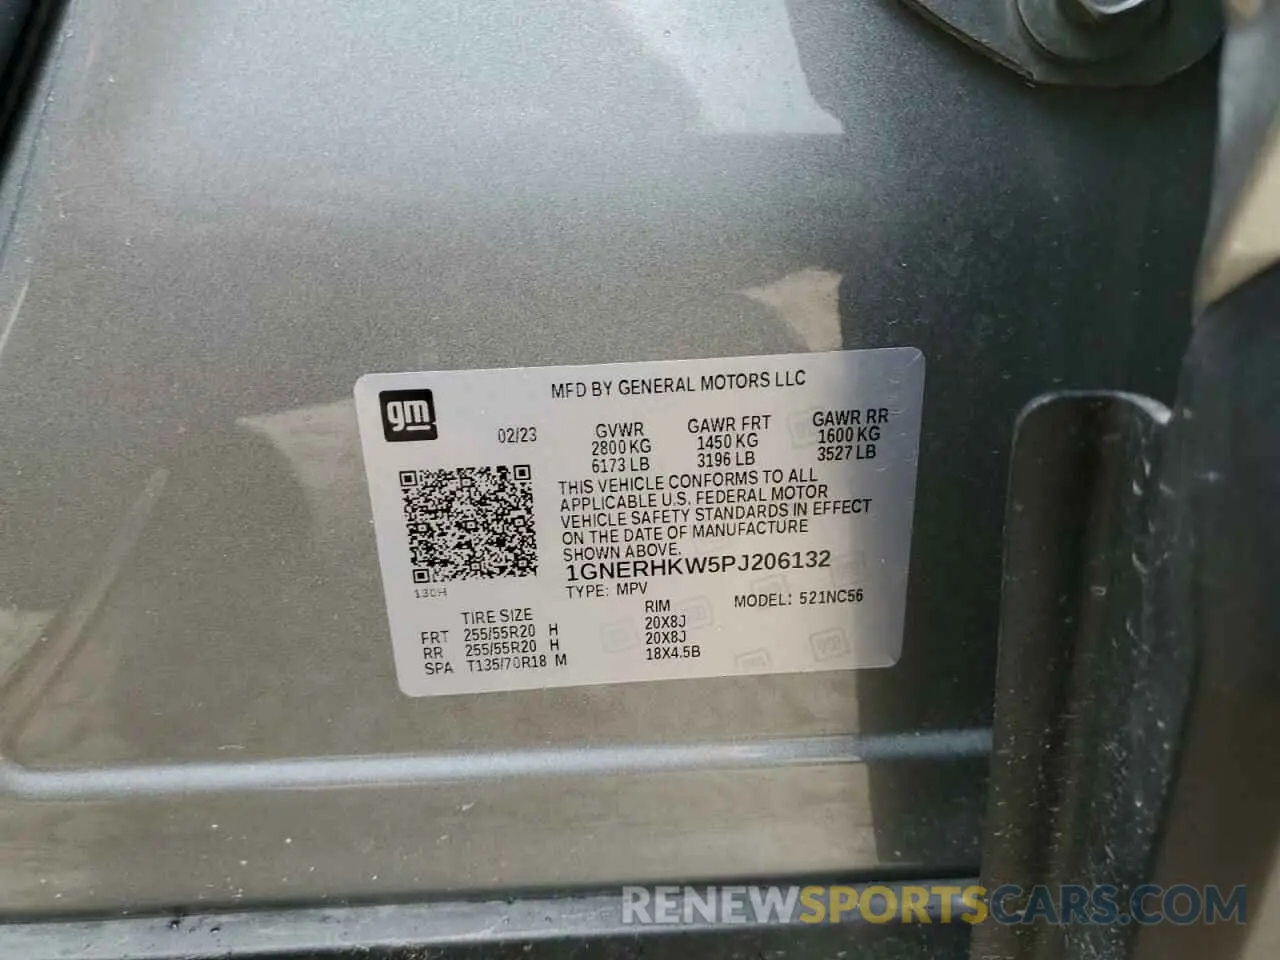 MFD BY GENERAL MOTORS LLC
gm
02/23
GVWR GAWR FRT GAWR RR
2800 KG 1450 KG 1600 KG
6173 LB 3196 LB 3527 LB
THIS VEHICLE CONFORMS TO ALL
APPLICABLE U.S. FEDERAL MOTOR
VEHICLE SAFETY STANDARDS IN EFFECT
ON THE DATE OF MANUFACTURE
SHOWN ABOVE.
1GNERHKW5PJ206132
130H
TYPE: MPV MODEL: 521NC56
TIRE SIZE RIM
FRT 255/55R20 H 20X8J
RR 255/55R20 H 20X8J
SPA T135/70R18 M 18X4.5B
RENEWSPORTSCARS.COM